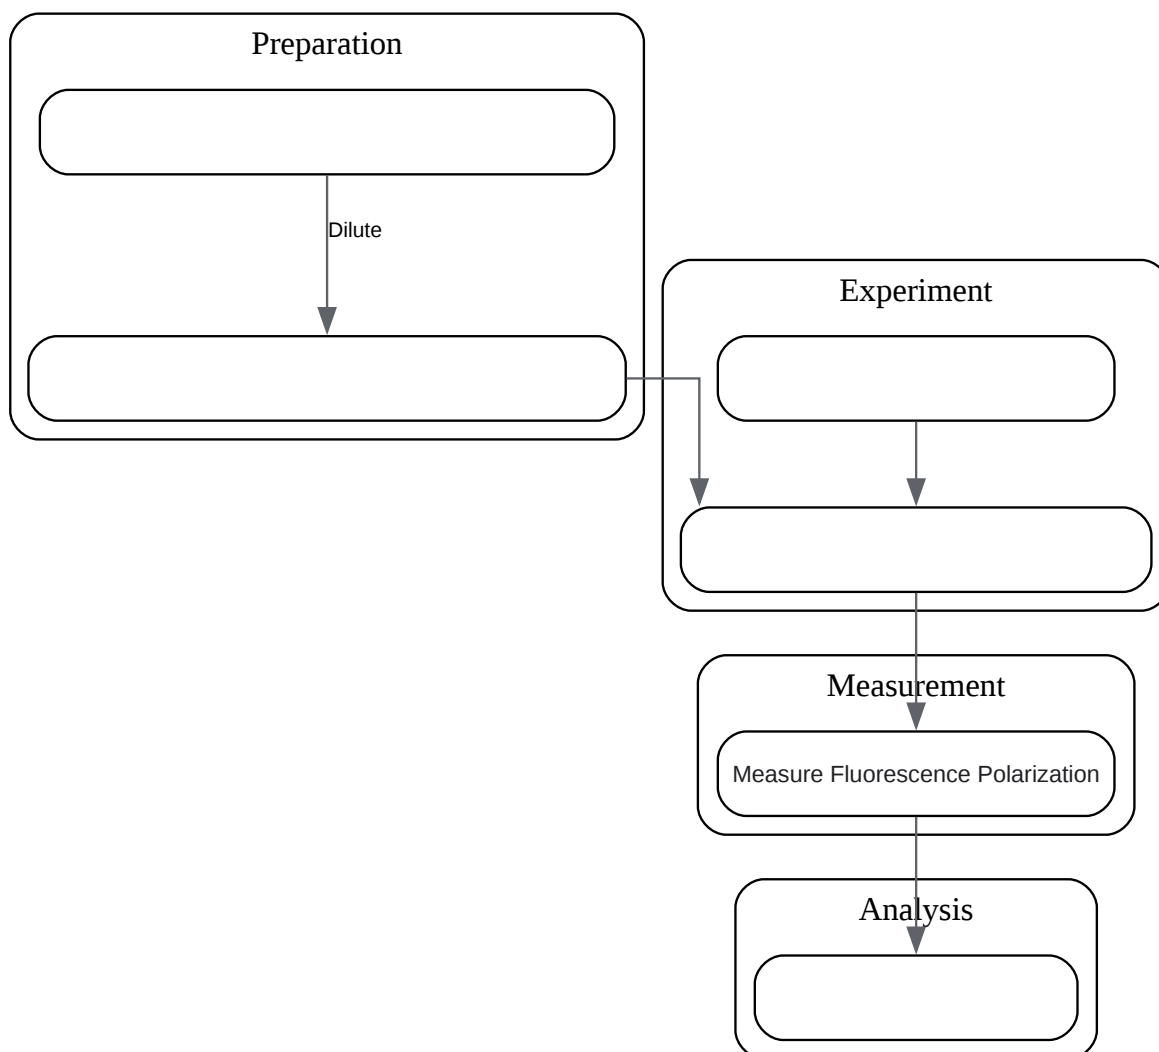 Preparation
Dilute
Experiment
Measurement
Measure Fluorescence Polarization
Analysis